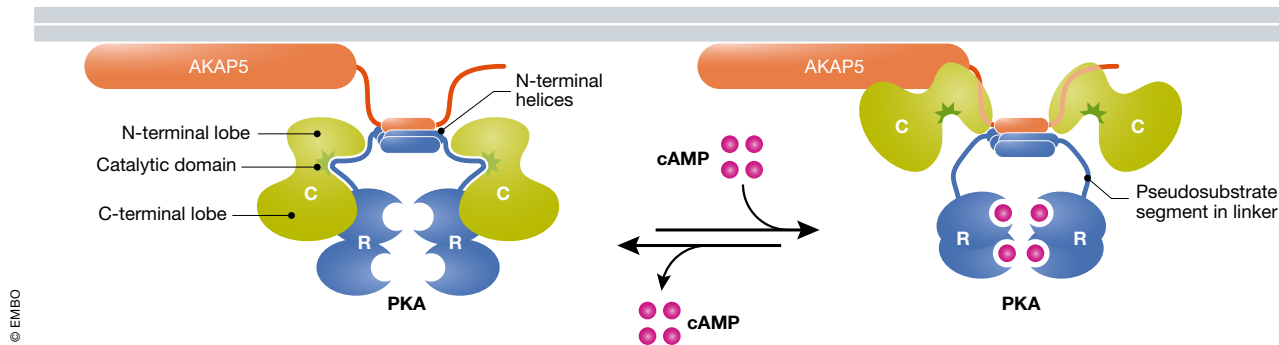 AKAP5
N-terminal
helices
N-terminal lobe
Catalytic domain
C
C
C-terminal lobe
R
R
PKA
cAMP
cAMP
AKAP5
C
C
Pseudosubstrate
segment in linker
R
R
PKA
© EMBO